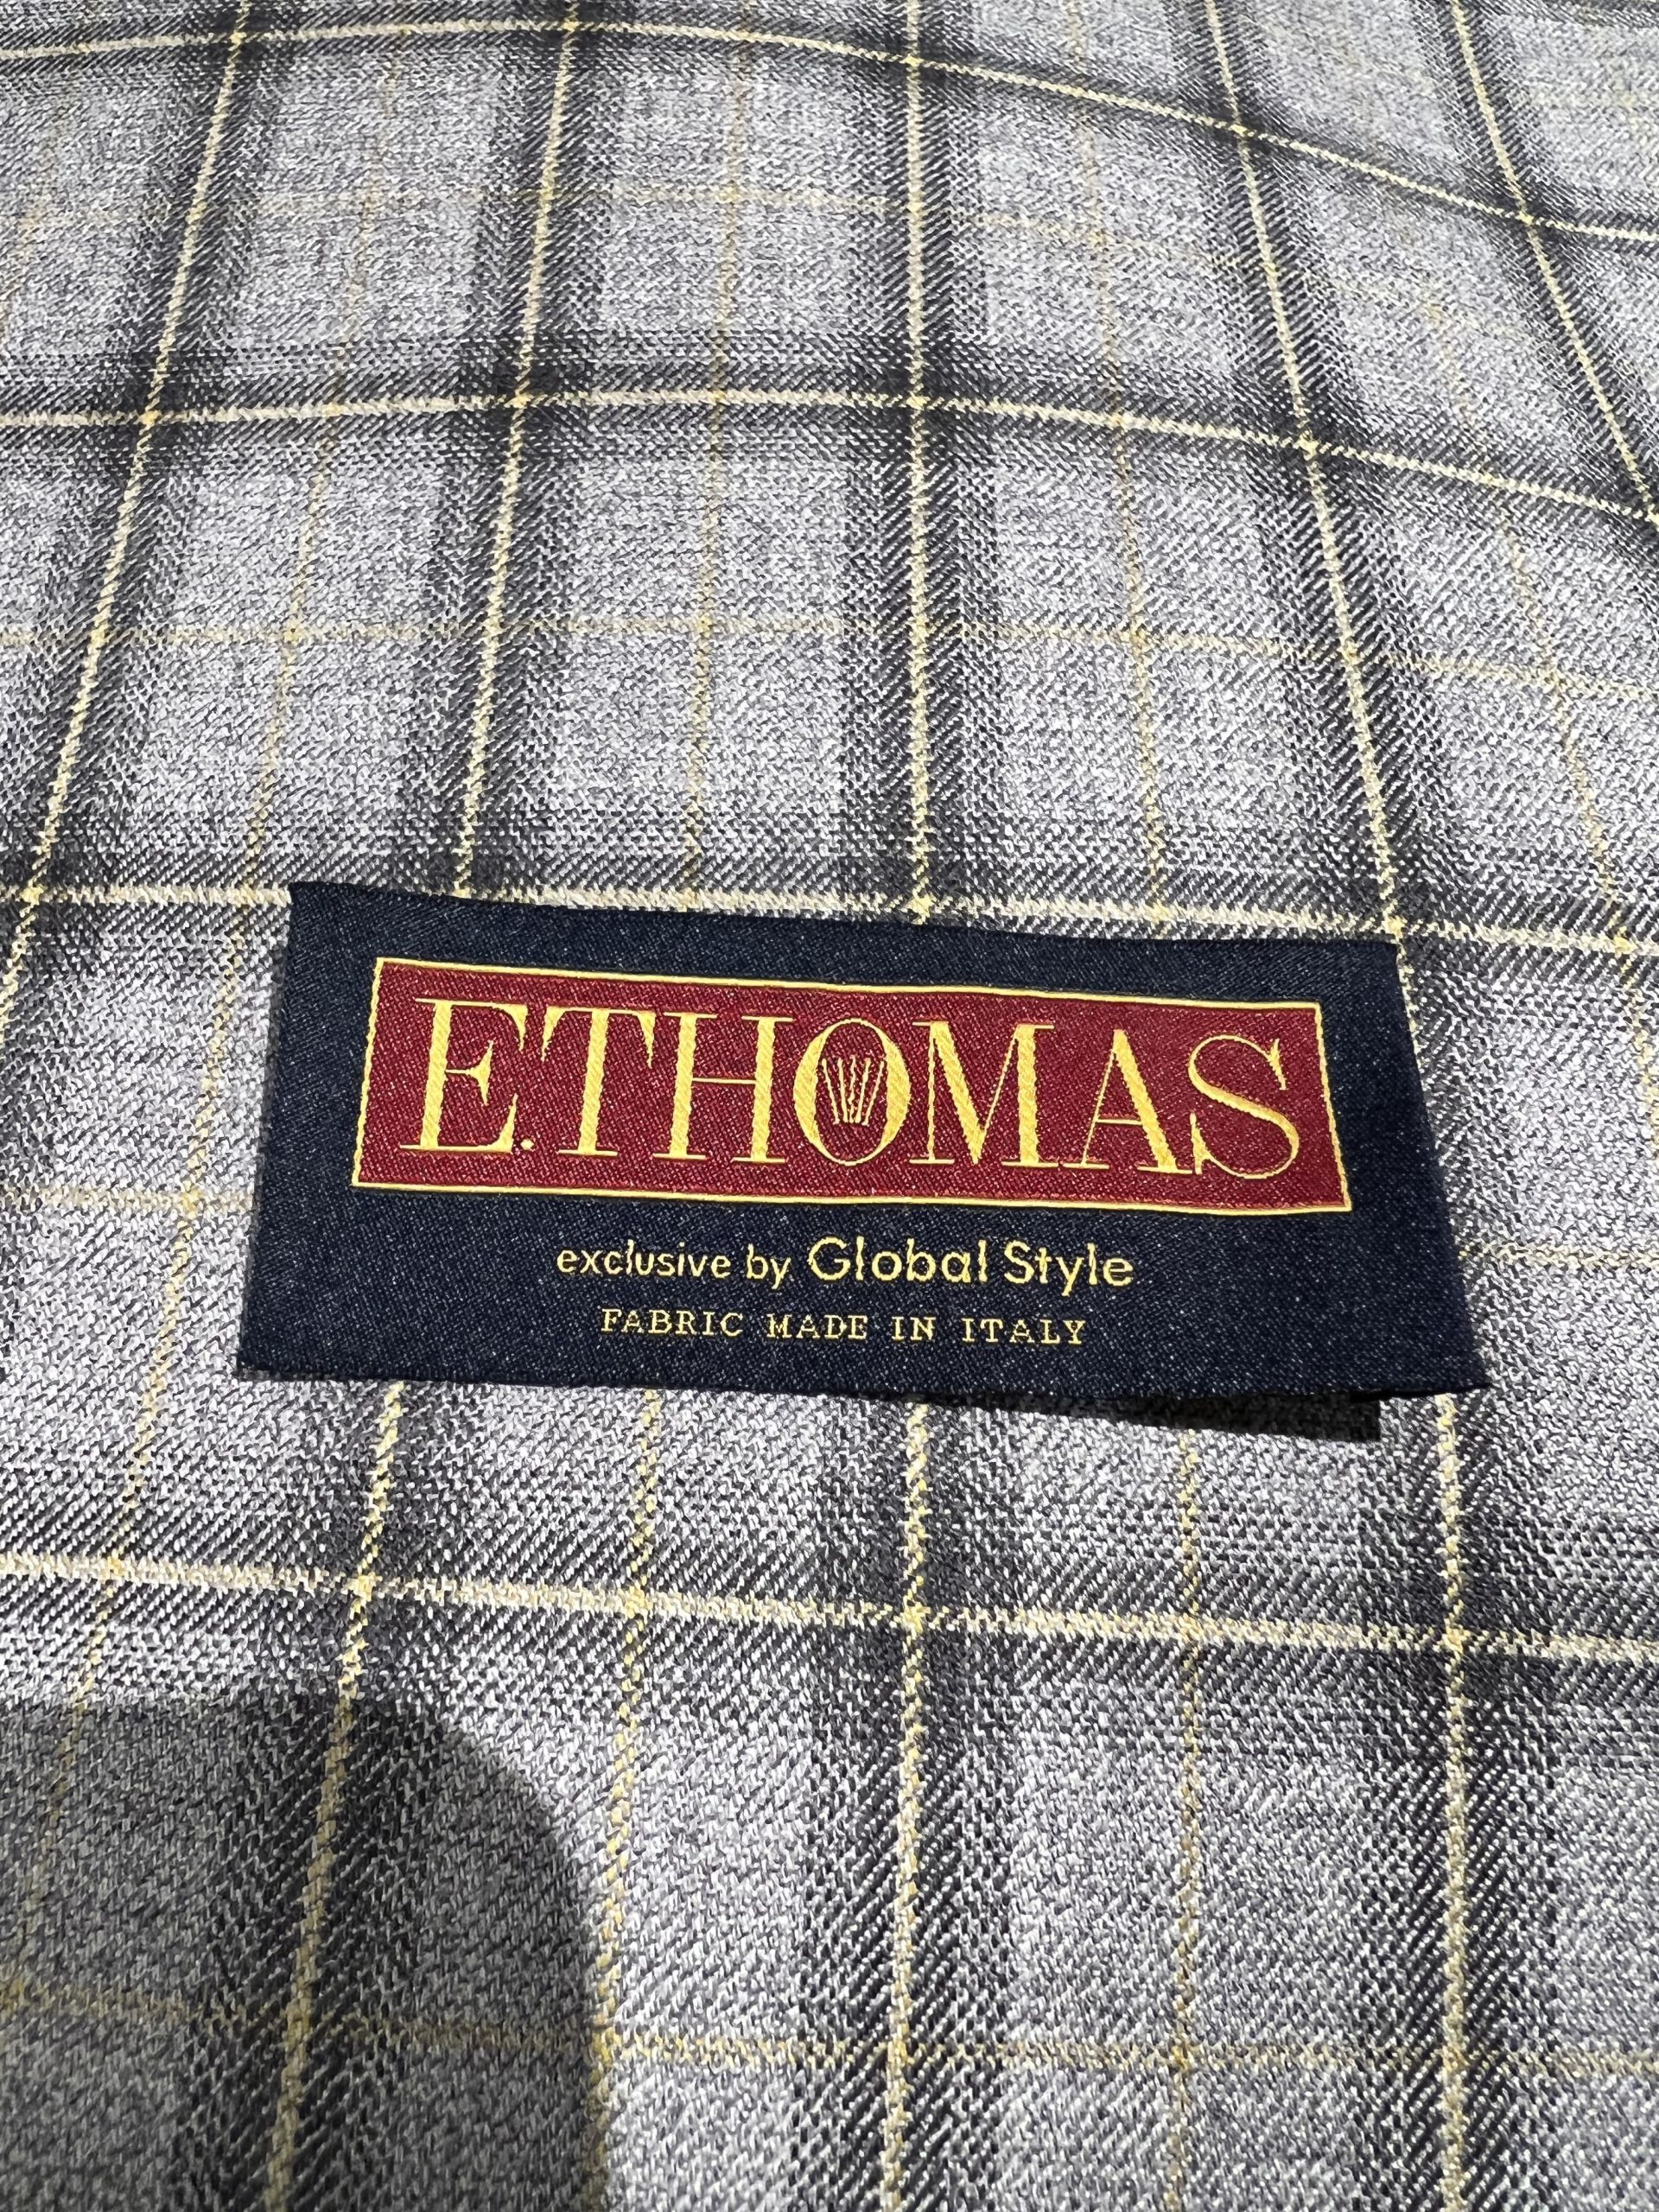 E.THOMAS
exclusive by Global Style
FABRIC MADE IN ITALY